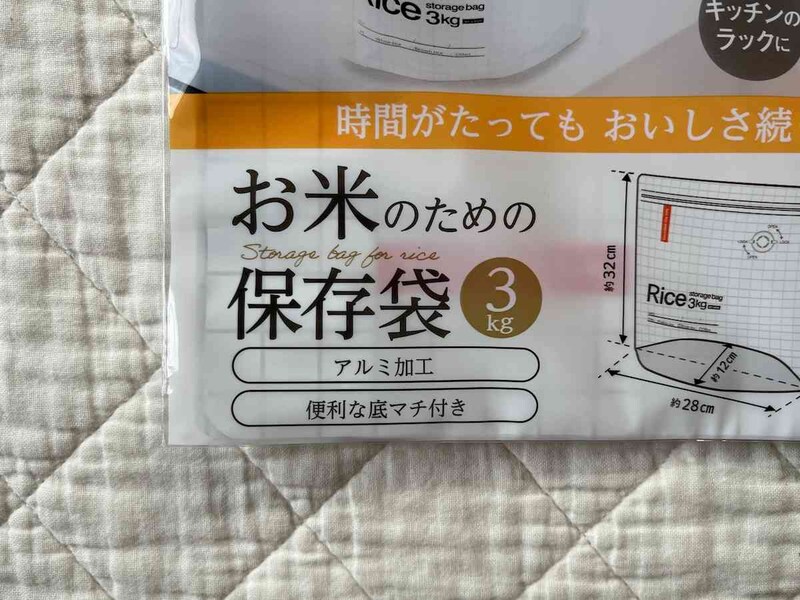 Rice storage bag 3kg
キッチンの
ラックに
時間がたっても おいしさ続
お米のための
Storage bag for rice
保存袋 3kg
アルミ加工
便利な底マチ付き
約32cm
Rice storage bag 3kg
約12cm
約28cm